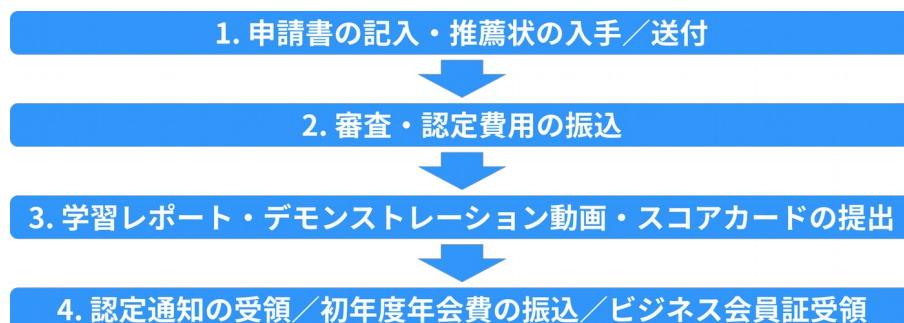 1. 申請書の記入・推薦状の入手／送付
2. 審査・認定費用の振込
3. 学習レポート・デモンストレーション動画・スコアカードの提出
4. 認定通知の受領／初年度年会費の振込／ビジネス会員証受領